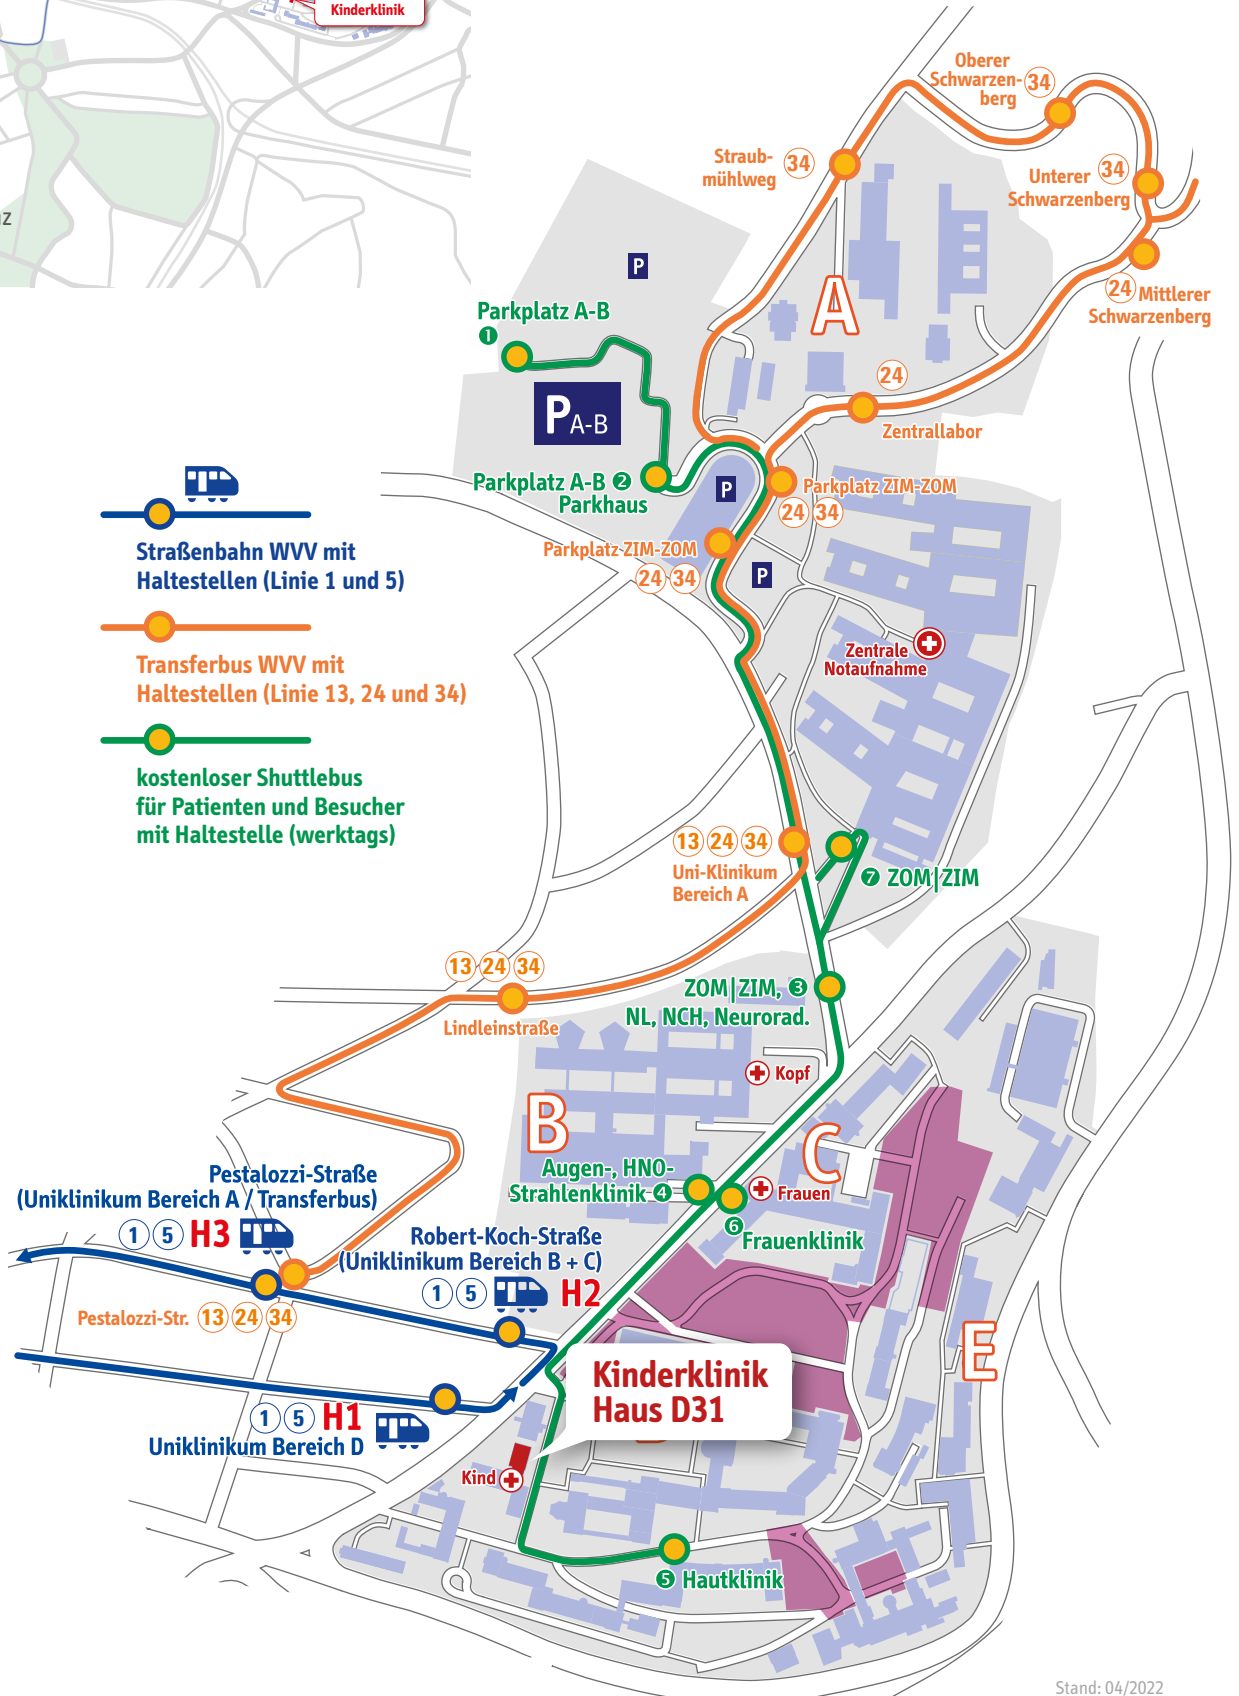 Kinderklinik
z
Oberer
Schwarzen-
berg
34
Straub-
mühlweg
34
Unterer
Schwarzenberg
34
24 Mittlerer
Schwarzenberg
P
A
Parkplatz A-B
1
P A-B
24
Zentrallabor
Parkplatz A-B 2
Parkhaus
P
Parkplatz ZIM-ZOM
24 34
Parkplatz ZIM-ZOM
24 34
P
Straßenbahn WVV mit
Haltestellen (Linie 1 und 5)
Transferbus WVV mit
Haltestellen (Linie 13, 24 und 34)
kostenloser Shuttlebus
für Patienten und Besucher
mit Haltestelle (werktags)
Zentrale
Notaufnahme
13 24 34
Uni-Klinikum
Bereich A
7 ZOM|ZIM
13 24 34
Lindleinstraße
ZOM|ZIM, 3
NL, NCH, Neurorad.
Kopf
B
C
Augen-, HNO-
Strahlenklinik 4
Frauen
6
Frauenklinik
Pestalozzi-Straße
(Uniklinikum Bereich A / Transferbus)
1 5 H3
Robert-Koch-Straße
(Uniklinikum Bereich B + C)
1 5 H2
Pestalozzi-Str. 13 24 34
E
Kinderklinik
Haus D31
1 5 H1
Uniklinikum Bereich D
Kind
5 Hautklinik
Stand: 04/2022